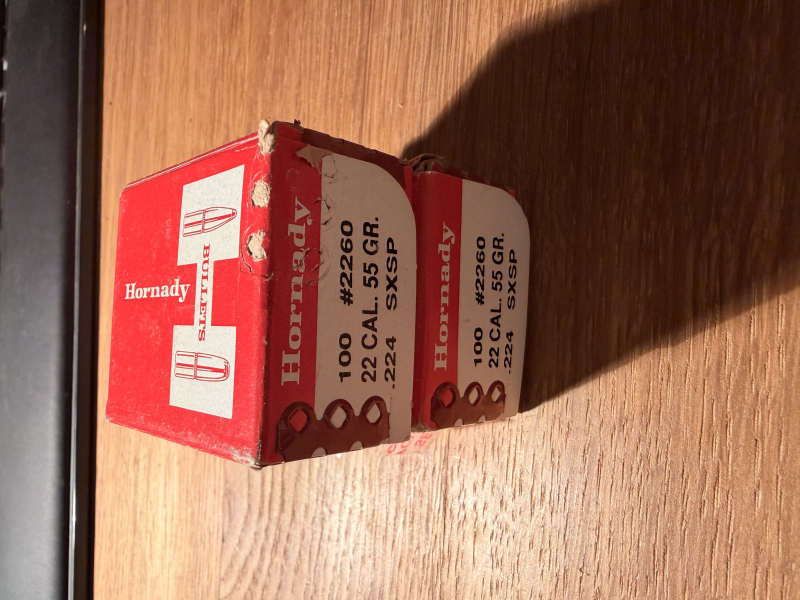 Hornady
BULLETS
Hornady
100 #2260
22 CAL. 55 GR.
.224 SXSP
Hornady
100 #2260
22 CAL. 55 GR.
.224 SXSP